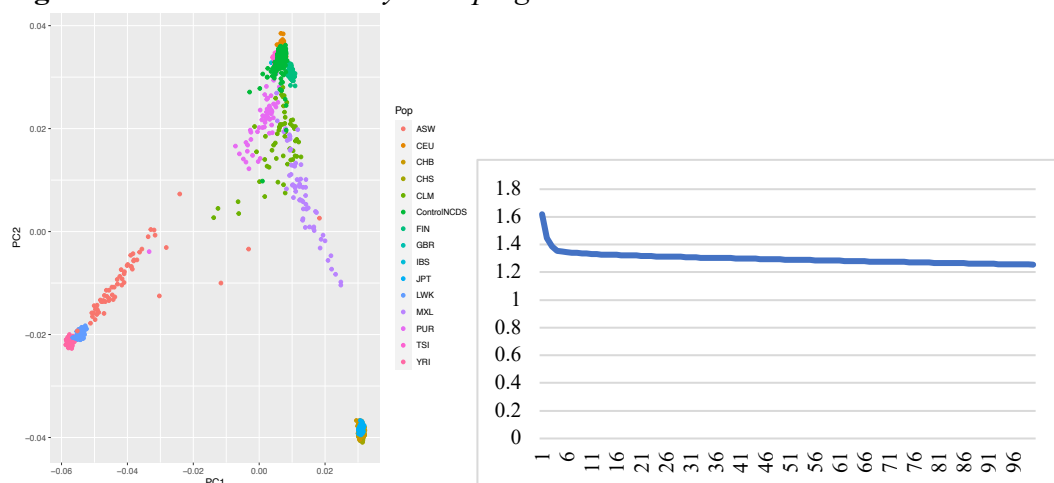 0.04
0.02
0.00
−0.02
−0.04
PC2
−0.06
−0.04
−0.02
0.00
0.02
Pop
ASW
CEU
CHB
CHS
CLM
ControlNCDS
FIN
GBR
IBS
JPT
LWK
MXL
PUR
TSI
YRI
1.8
1.6
1.4
1.2
1
0.8
0.6
0.4
0.2
0
1
6
11
16
21
26
31
36
41
46
51
56
61
66
71
76
81
86
91
96